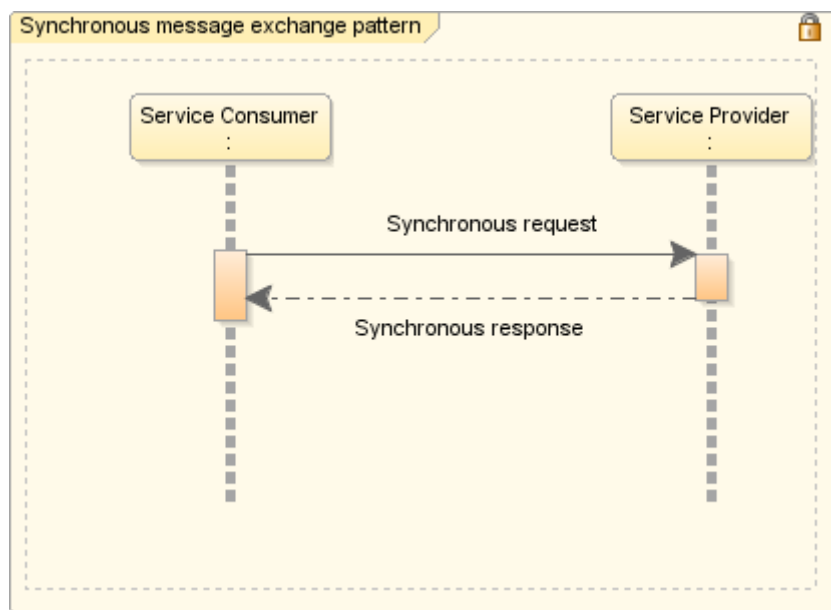 Synchronous message exchange pattern
Service Consumer
:
Service Provider
:
Synchronous request
Synchronous response